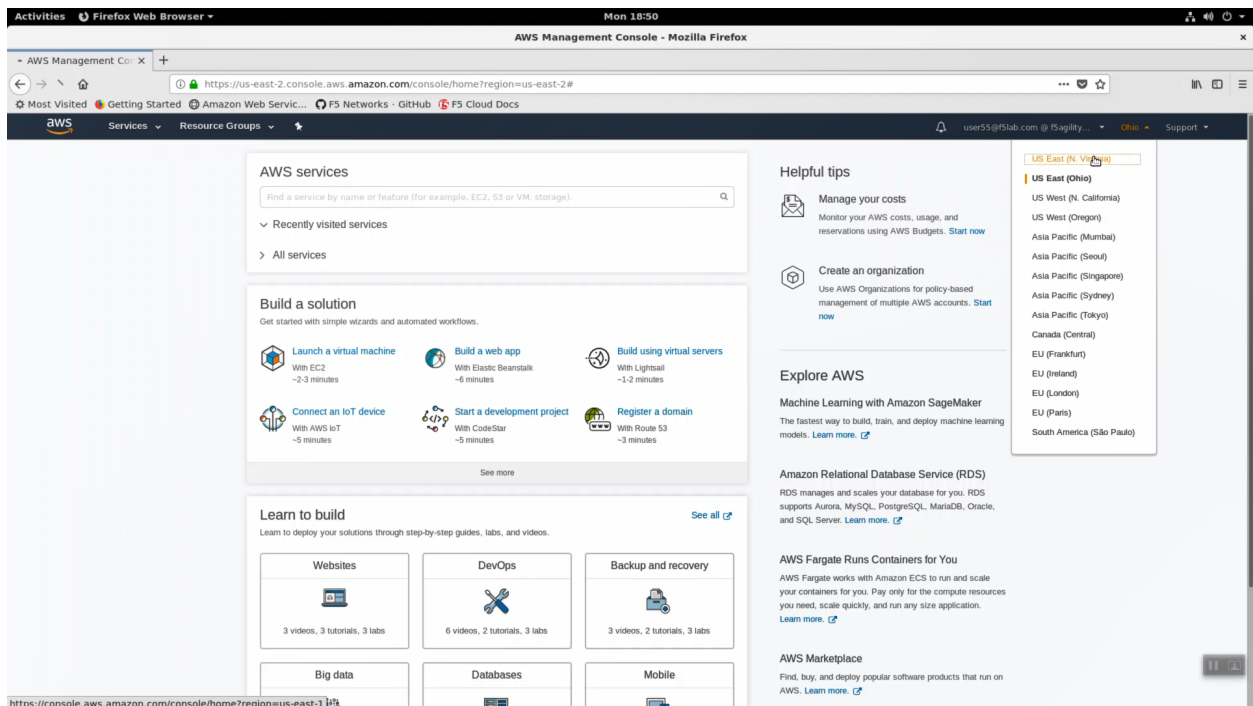 Activities Firefox Web Browser Mon 18:50
AWS Management Console - Mozilla Firefox
AWS Management Con
https://us-east-2.console.aws.amazon.com/console/home?region=us-east-2#
Most Visited Getting Started Amazon Web Servic... F5 Networks · GitHub F5 Cloud Docs
aws Services Resource Groups user55@f5lab.com @ f5agility... Ohio Support
AWS services
Find a service by name or feature (for example, EC2, S3 or VM, storage).
Recently visited services
All services
Build a solution
Get started with simple wizards and automated workflows.
Launch a virtual machine
With EC2
~2-3 minutes
Build a web app
With Elastic Beanstalk
~6 minutes
Build using virtual servers
With Lightsail
~1-2 minutes
Connect an IoT device
With AWS IoT
~5 minutes
Start a development project
With CodeStar
~5 minutes
Register a domain
With Route 53
~3 minutes
See more
Learn to build
See all
Learn to deploy your solutions through step-by-step guides, labs, and videos.
Websites
3 videos, 3 tutorials, 3 labs
DevOps
6 videos, 2 tutorials, 3 labs
Backup and recovery
3 videos, 2 tutorials, 3 labs
Big data
Databases
Mobile
Helpful tips
Manage your costs
Monitor your AWS costs, usage, and
reservations using AWS Budgets. Start now
Create an organization
Use AWS Organizations for policy-based
management of multiple AWS accounts. Start
now
Explore AWS
Machine Learning with Amazon SageMaker
The fastest way to build, train, and deploy machine learning
models. Learn more.
Amazon Relational Database Service (RDS)
RDS manages and scales your database for you. RDS
supports Aurora, MySQL, PostgreSQL, MariaDB, Oracle,
and SQL Server. Learn more.
AWS Fargate Runs Containers for You
AWS Fargate works with Amazon ECS to run and scale
your containers for you. Pay only for the compute resources
you need, scale quickly, and run any size application.
Learn more.
AWS Marketplace
Find, buy, and deploy popular software products that run on
AWS. Learn more.
US East (N. Virginia)
US East (Ohio)
US West (N. California)
US West (Oregon)
Asia Pacific (Mumbai)
Asia Pacific (Seoul)
Asia Pacific (Singapore)
Asia Pacific (Sydney)
Asia Pacific (Tokyo)
Canada (Central)
EU (Frankfurt)
EU (Ireland)
EU (London)
EU (Paris)
South America (São Paulo)
https://console.aws.amazon.com/console/home?region=us-east-1